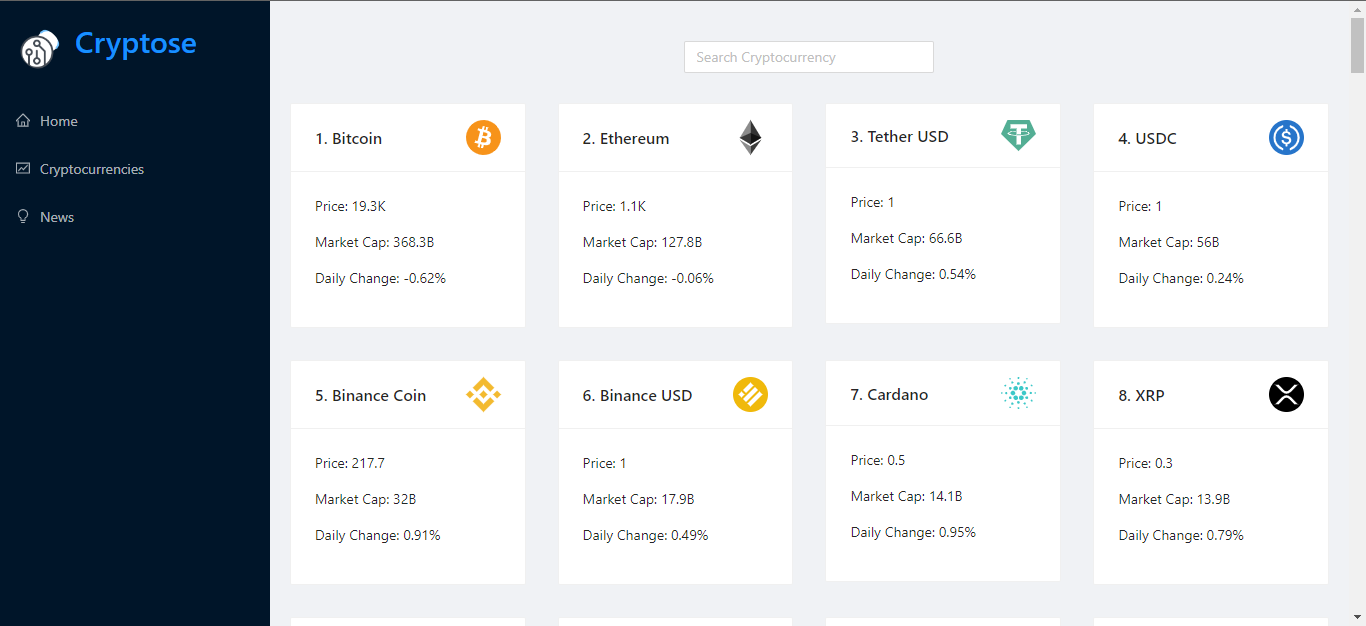 Cryptose
Home
Cryptocurrencies
News
Search Cryptocurrency
1. Bitcoin
Price: 19.3K
Market Cap: 368.3B
Daily Change: -0.62%
2. Ethereum
Price: 1.1K
Market Cap: 127.8B
Daily Change: -0.06%
3. Tether USD
Price: 1
Market Cap: 66.6B
Daily Change: 0.54%
4. USDC
Price: 1
Market Cap: 56B
Daily Change: 0.24%
5. Binance Coin
Price: 217.7
Market Cap: 32B
Daily Change: 0.91%
6. Binance USD
Price: 1
Market Cap: 17.9B
Daily Change: 0.49%
7. Cardano
Price: 0.5
Market Cap: 14.1B
Daily Change: 0.95%
8. XRP
Price: 0.3
Market Cap: 13.9B
Daily Change: 0.79%